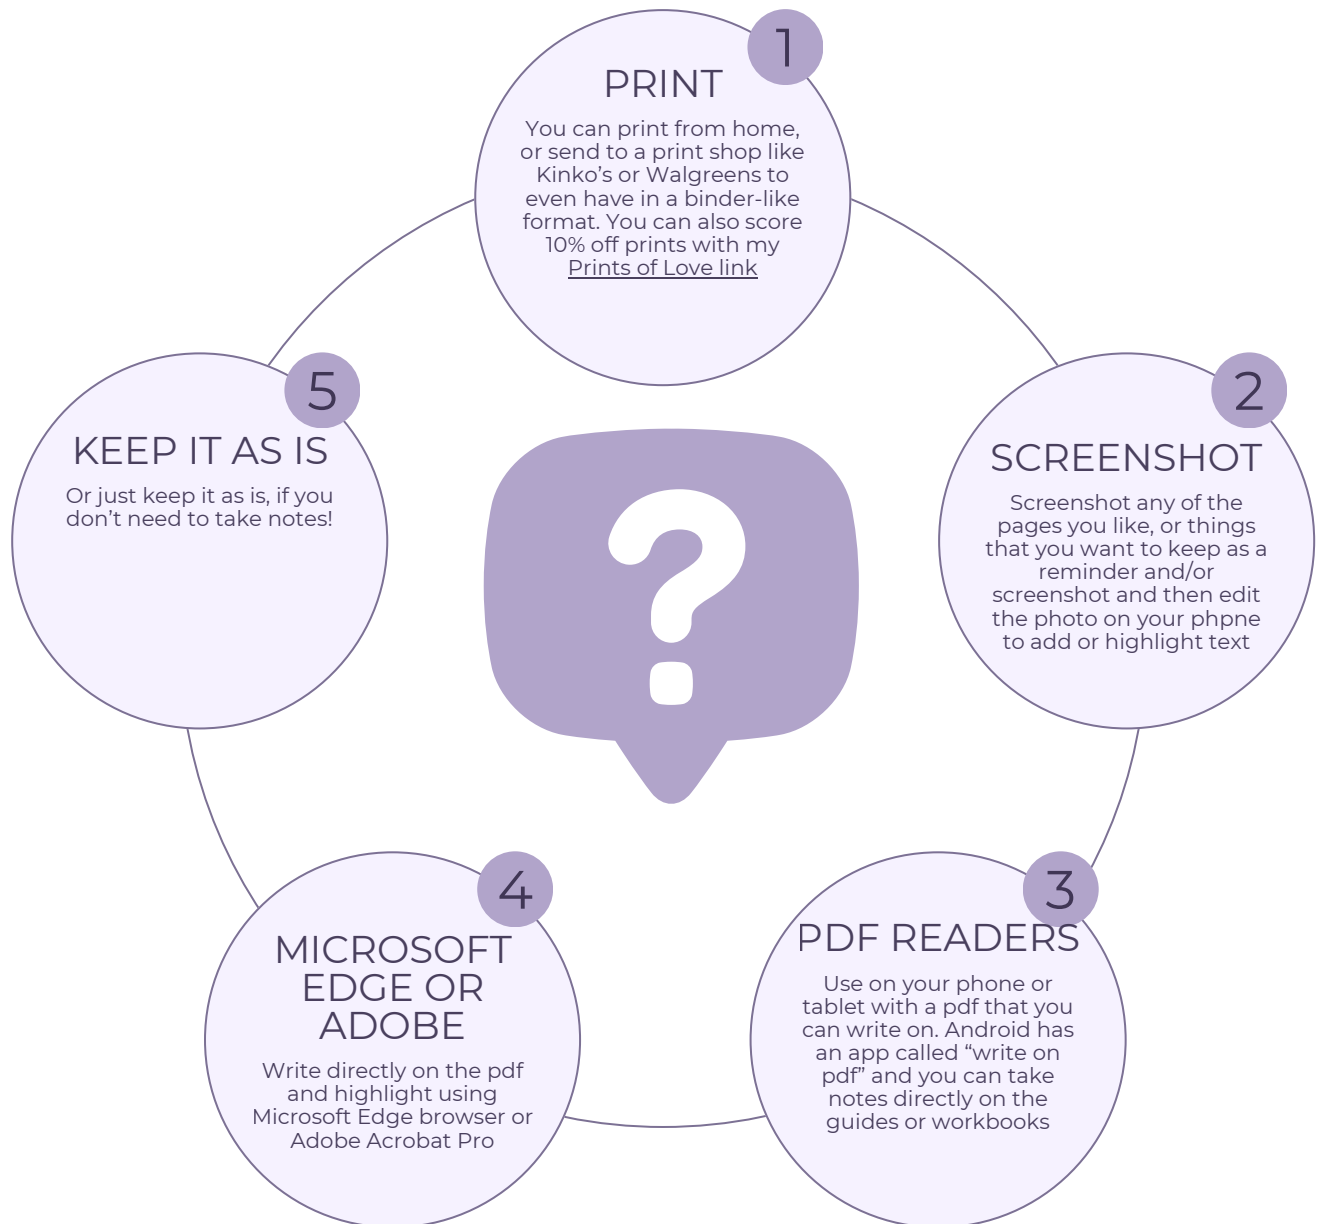 1
PRINT
You can print from home,
or send to a print shop like
Kinko’s or Walgreens to
even have in a binder-like
format. You can also score
10% off prints with my
Prints of Love link
2
SCREENSHOT
Screenshot any of the
pages you like, or things
that you want to keep as a
reminder and/or
screenshot and then edit
the photo on your phpne
to add or highlight text
3
PDF READERS
Use on your phone or
tablet with a pdf that you
can write on. Android has
an app called “write on
pdf” and you can take
notes directly on the
guides or workbooks
4
MICROSOFT
EDGE OR
ADOBE
Write directly on the pdf
and highlight using
Microsoft Edge browser or
Adobe Acrobat Pro
5
KEEP IT AS IS
Or just keep it as is, if you
don’t need to take notes!
?